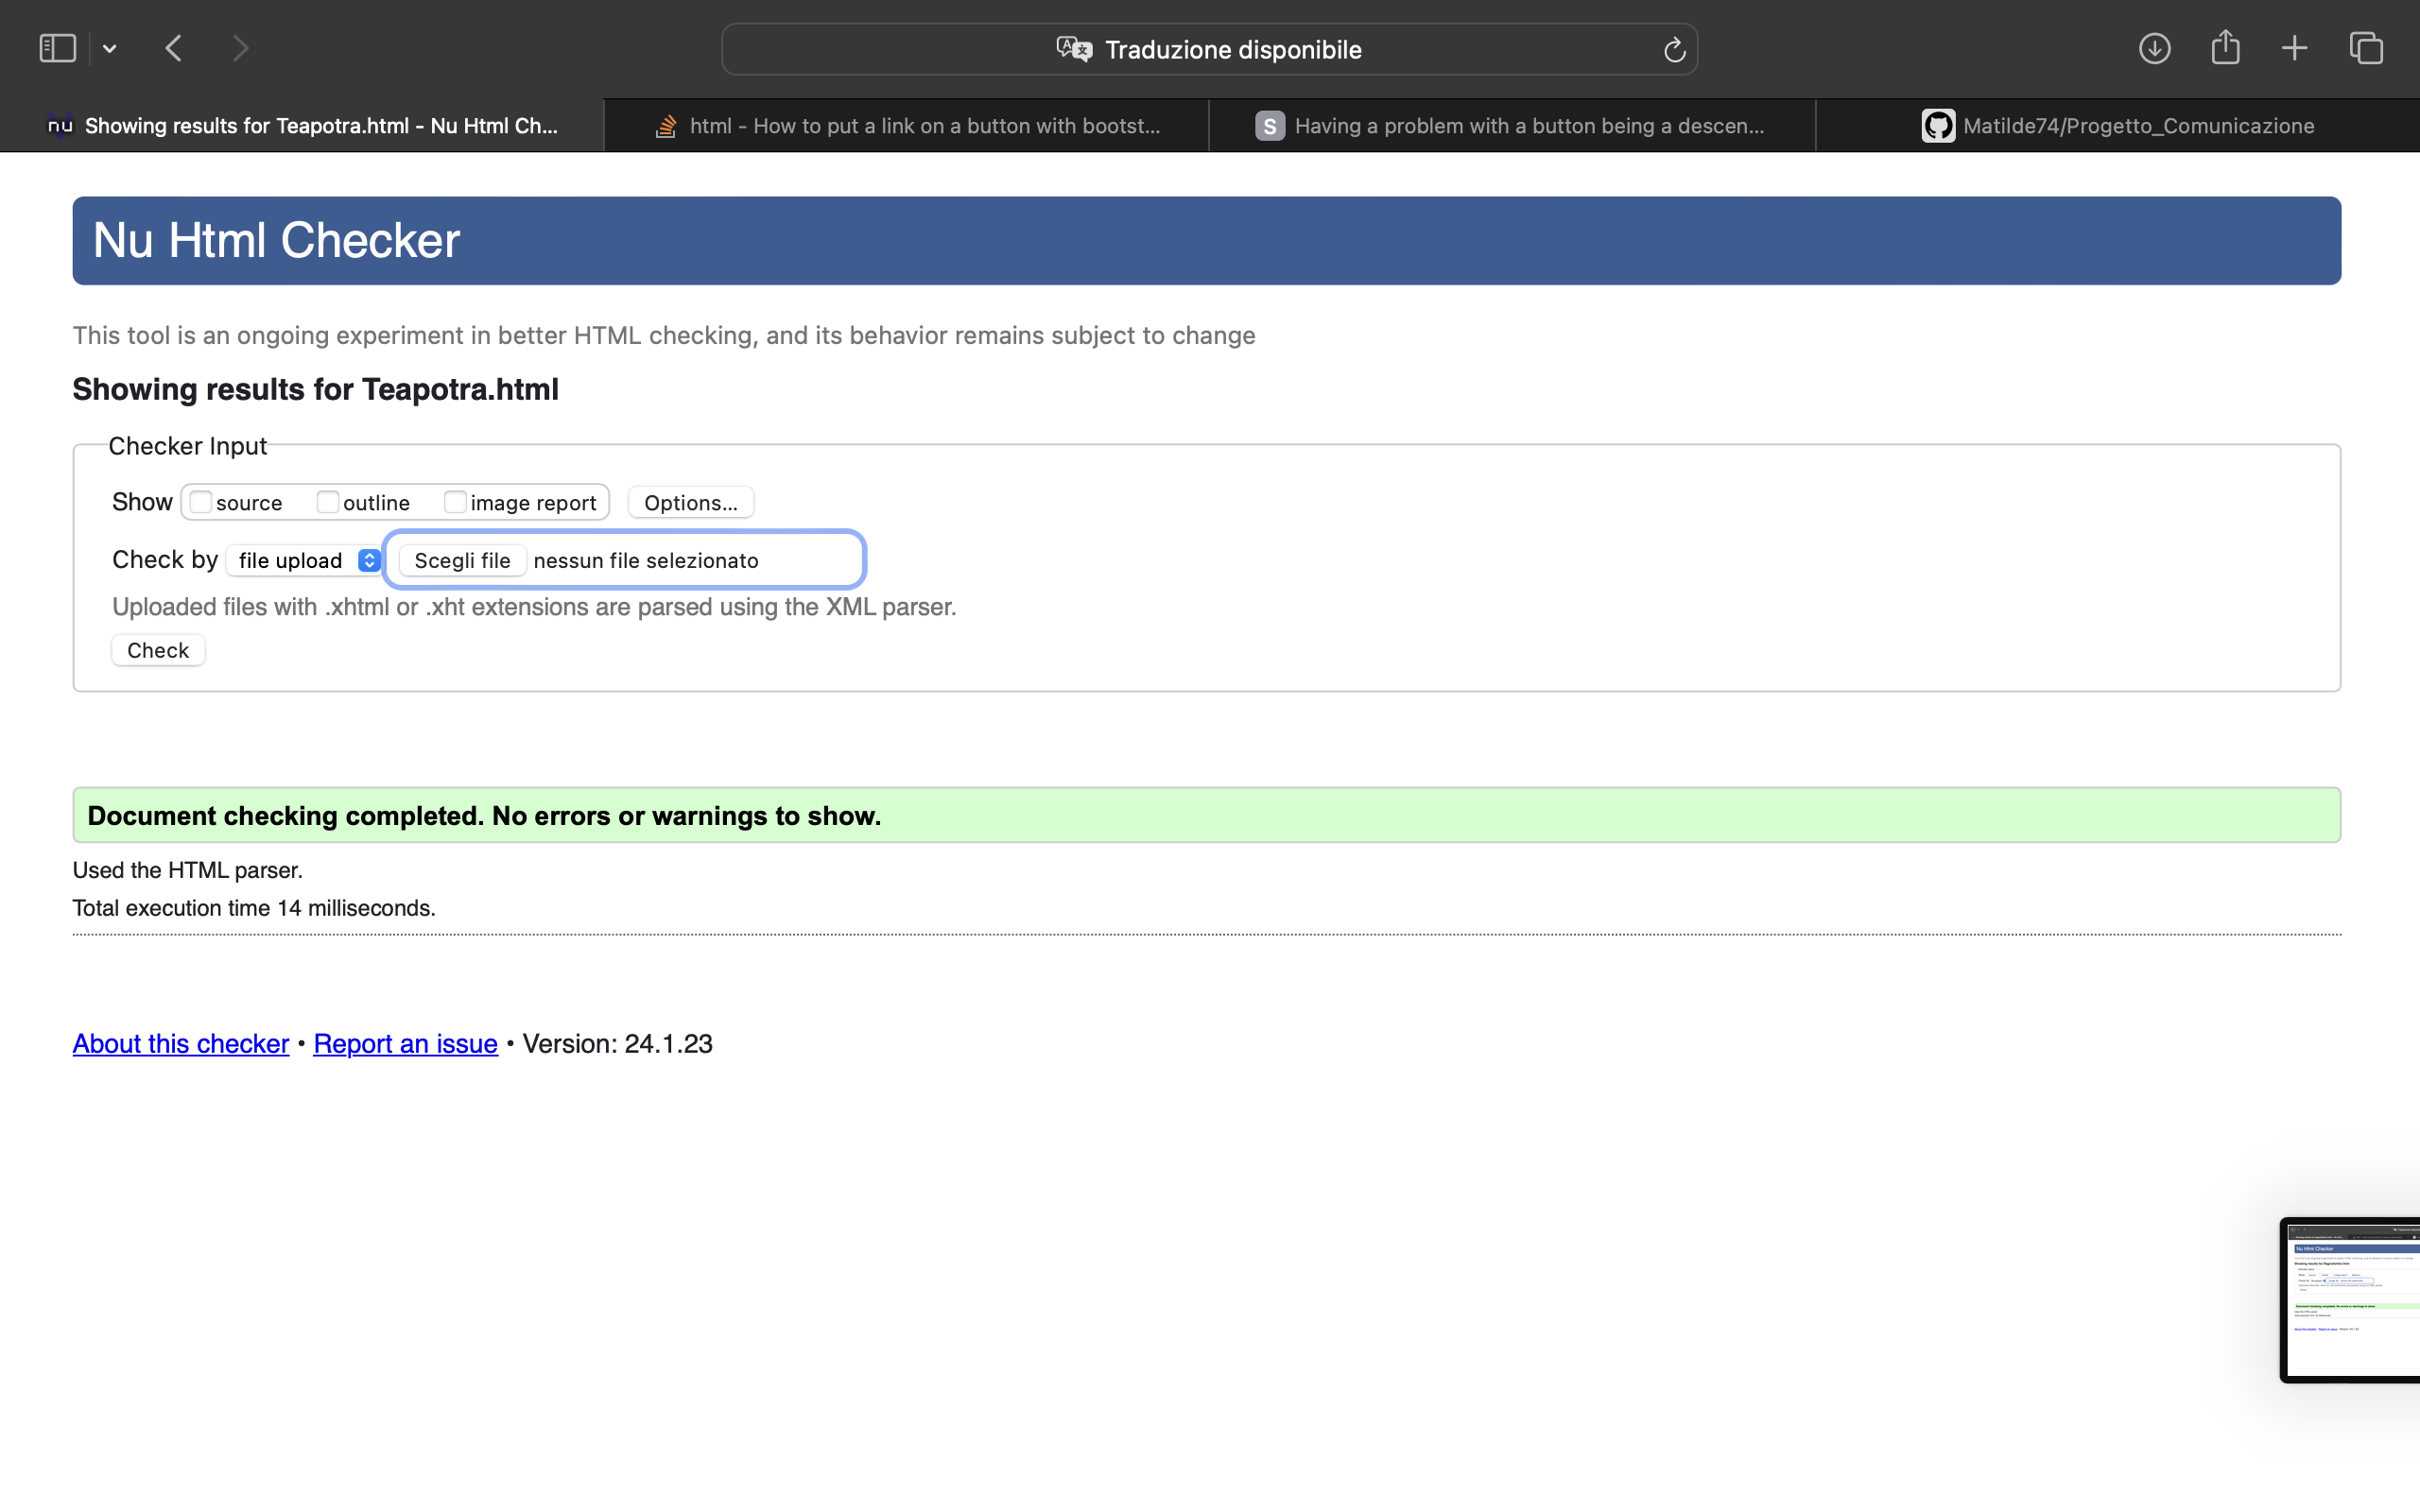 Traduzione disponibile
nu Showing results for Teapotra.html - Nu Html Ch...
html - How to put a link on a button with bootst...
S Having a problem with a button being a descen...
Matilde74/Progetto_Comunicazione
Nu Html Checker
This tool is an ongoing experiment in better HTML checking, and its behavior remains subject to change
Showing results for Teapotra.html
Checker Input
Show source outline image report Options...
Check by file upload Scegli file nessun file selezionato
Uploaded files with .xhtml or .xht extensions are parsed using the XML parser.
Check
Document checking completed. No errors or warnings to show.
Used the HTML parser.
Total execution time 14 milliseconds.
About this checker • Report an issue • Version: 24.1.23
Nu Html Checker